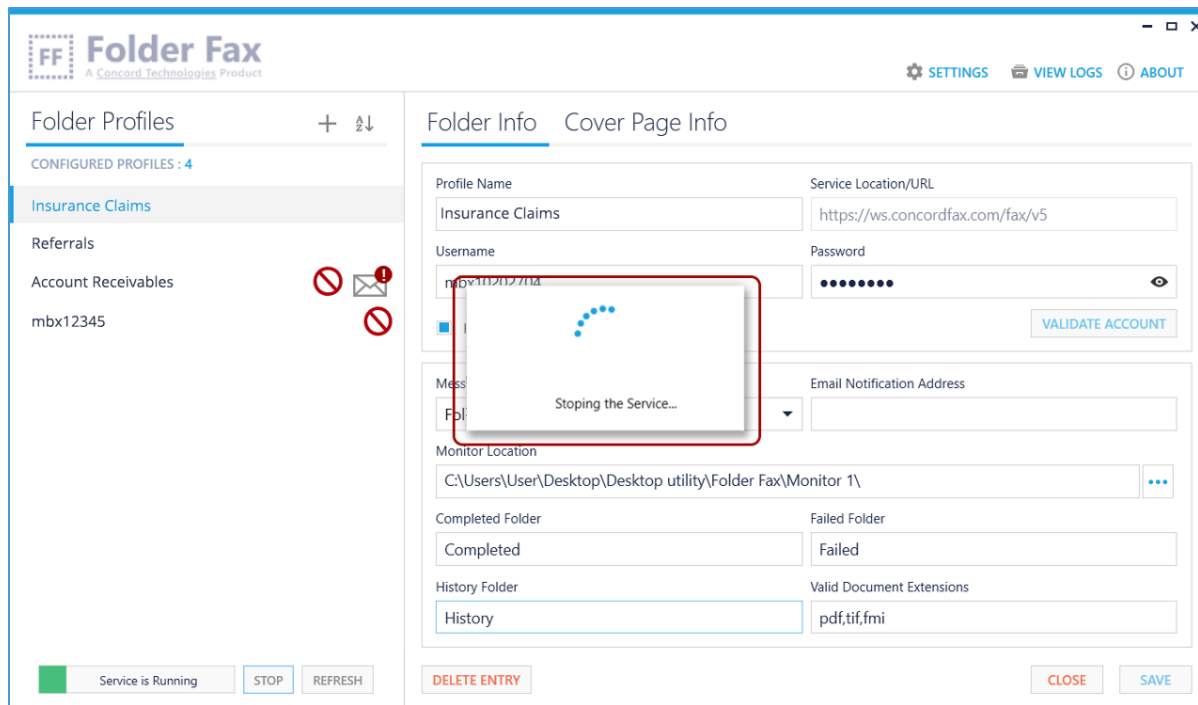 FF Folder Fax
A Concord Technologies Product
SETTINGS VIEW LOGS ABOUT
Folder Profiles
CONFIGURED PROFILES : 4
Insurance Claims
Referrals
Account Receivables
mbx12345
Service is Running STOP REFRESH
Folder Info Cover Page Info
Profile Name Service Location/URL
Insurance Claims https://ws.concordfax.com/fax/v5
Username Password
mbx10202704 ●●●●●●●●
VALIDATE ACCOUNT
Stoping the Service...
Email Notification Address
Monitor Location
C:\Users\User\Desktop\Desktop utility\Folder Fax\Monitor 1\
Completed Folder Failed Folder
Completed Failed
History Folder Valid Document Extensions
History pdf,tif,fmi
DELETE ENTRY CLOSE SAVE